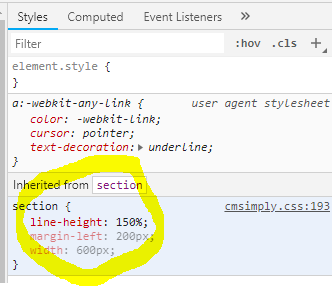 Styles Computed Event Listeners »
Filter :hov .cls +
element.style {
}
a:-webkit-any-link { user agent stylesheet
color: -webkit-link;
cursor: pointer;
text-decoration:▸ underline;
}
Inherited from section
section { cmsimply.css:193
line-height: 150%;
margin-left: 200px;
width: 600px;
}